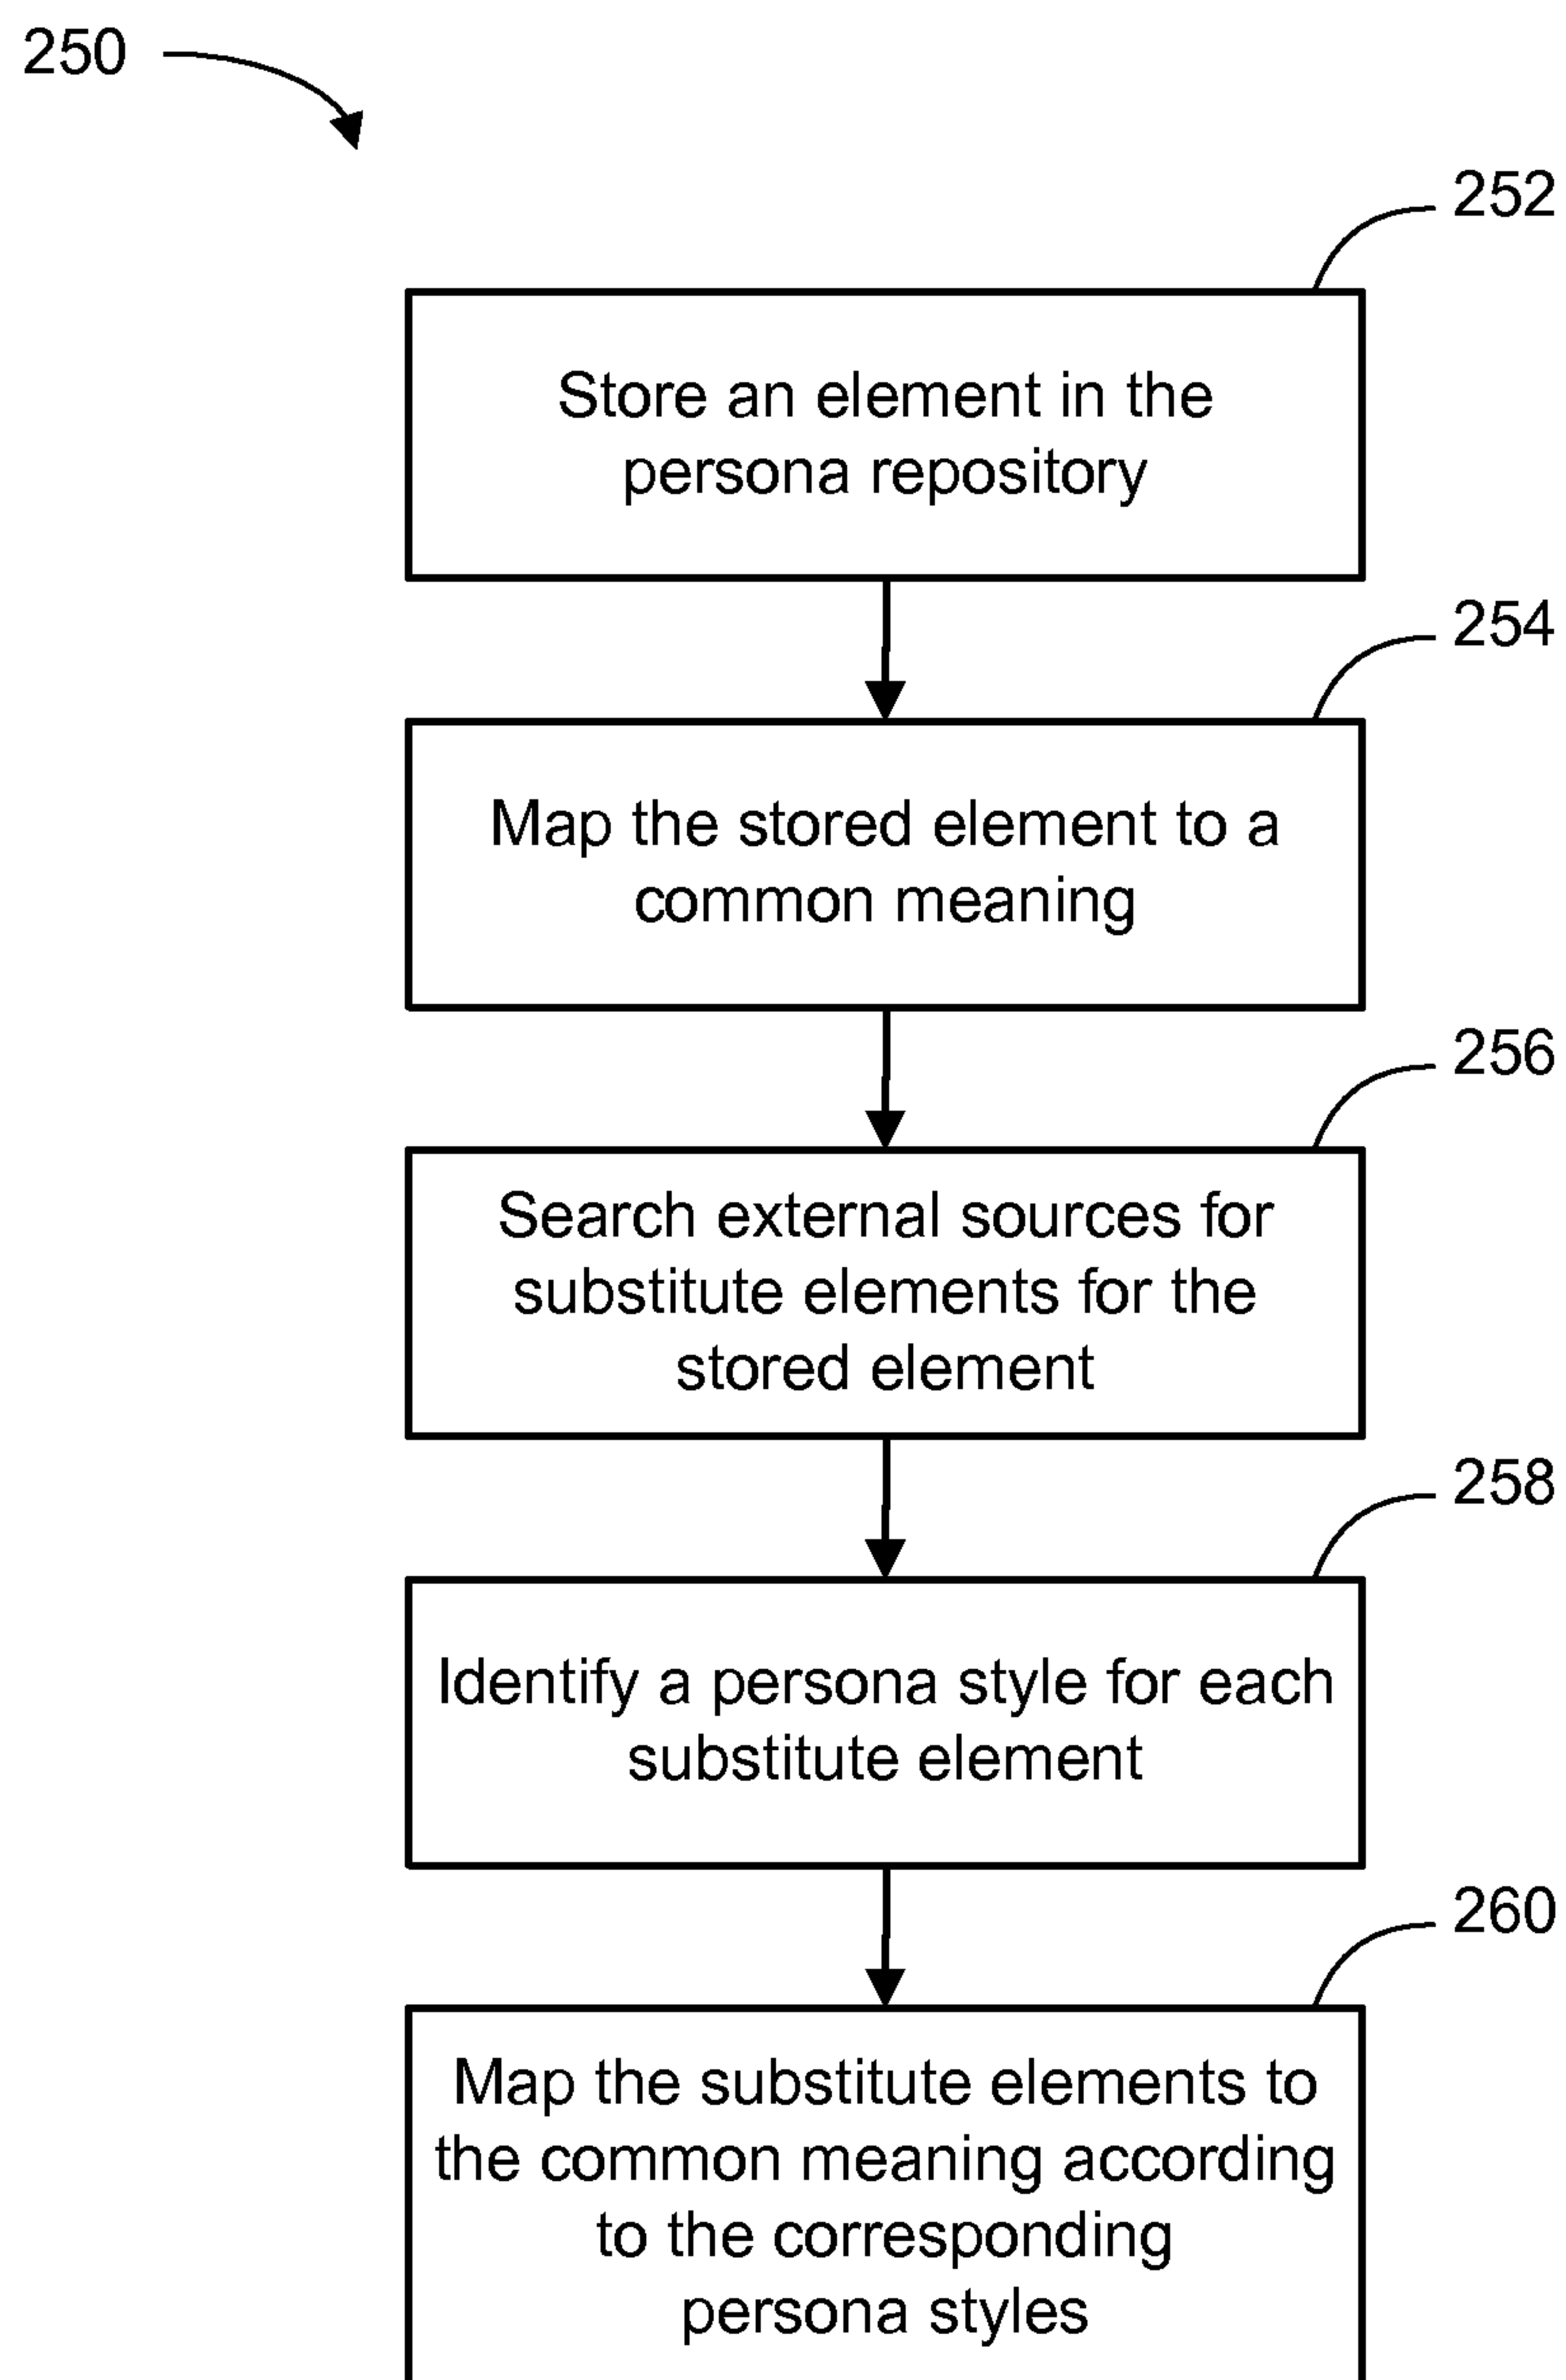 250
252
Store an element in the
persona repository
254
Map the stored element to a
common meaning
256
Search external sources for
substitute elements for the
stored element
258
Identify a persona style for each
substitute element
260
Map the substitute elements to
the common meaning according
to the corresponding
persona styles